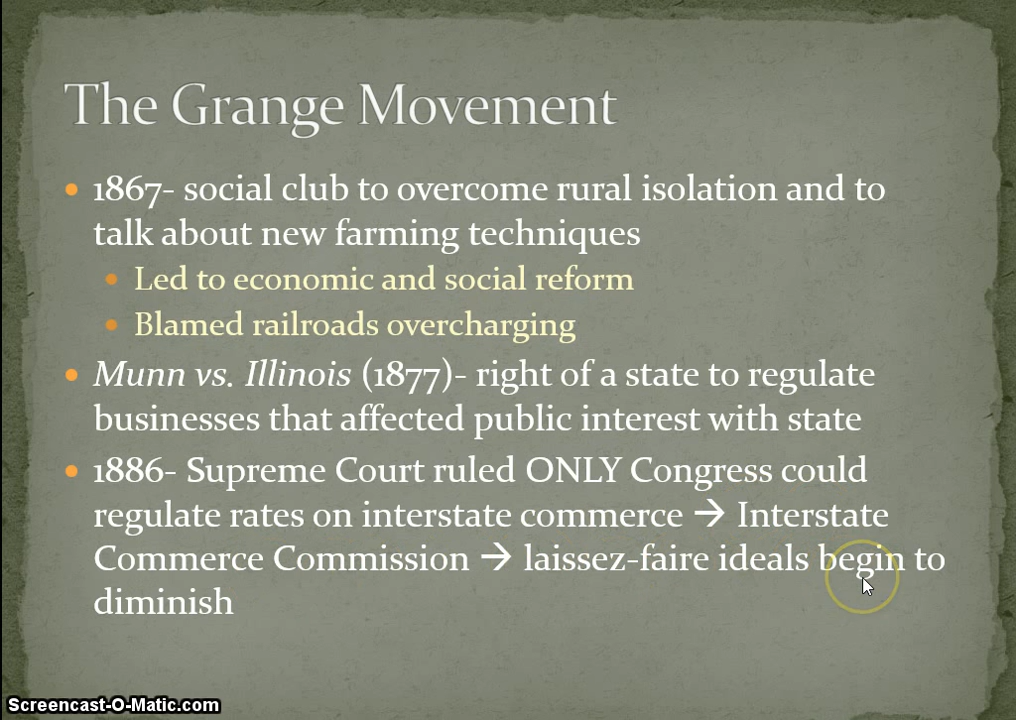 The Grange Movement
• 1867- social club to overcome rural isolation and to
talk about new farming techniques
• Led to economic and social reform
• Blamed railroads overcharging
• Munn vs. Illinois (1877)- right of a state to regulate
businesses that affected public interest with state
• 1886- Supreme Court ruled ONLY Congress could
regulate rates on interstate commerce → Interstate
Commerce Commission → laissez-faire ideals begin to
diminish
Screencast-O-Matic.com